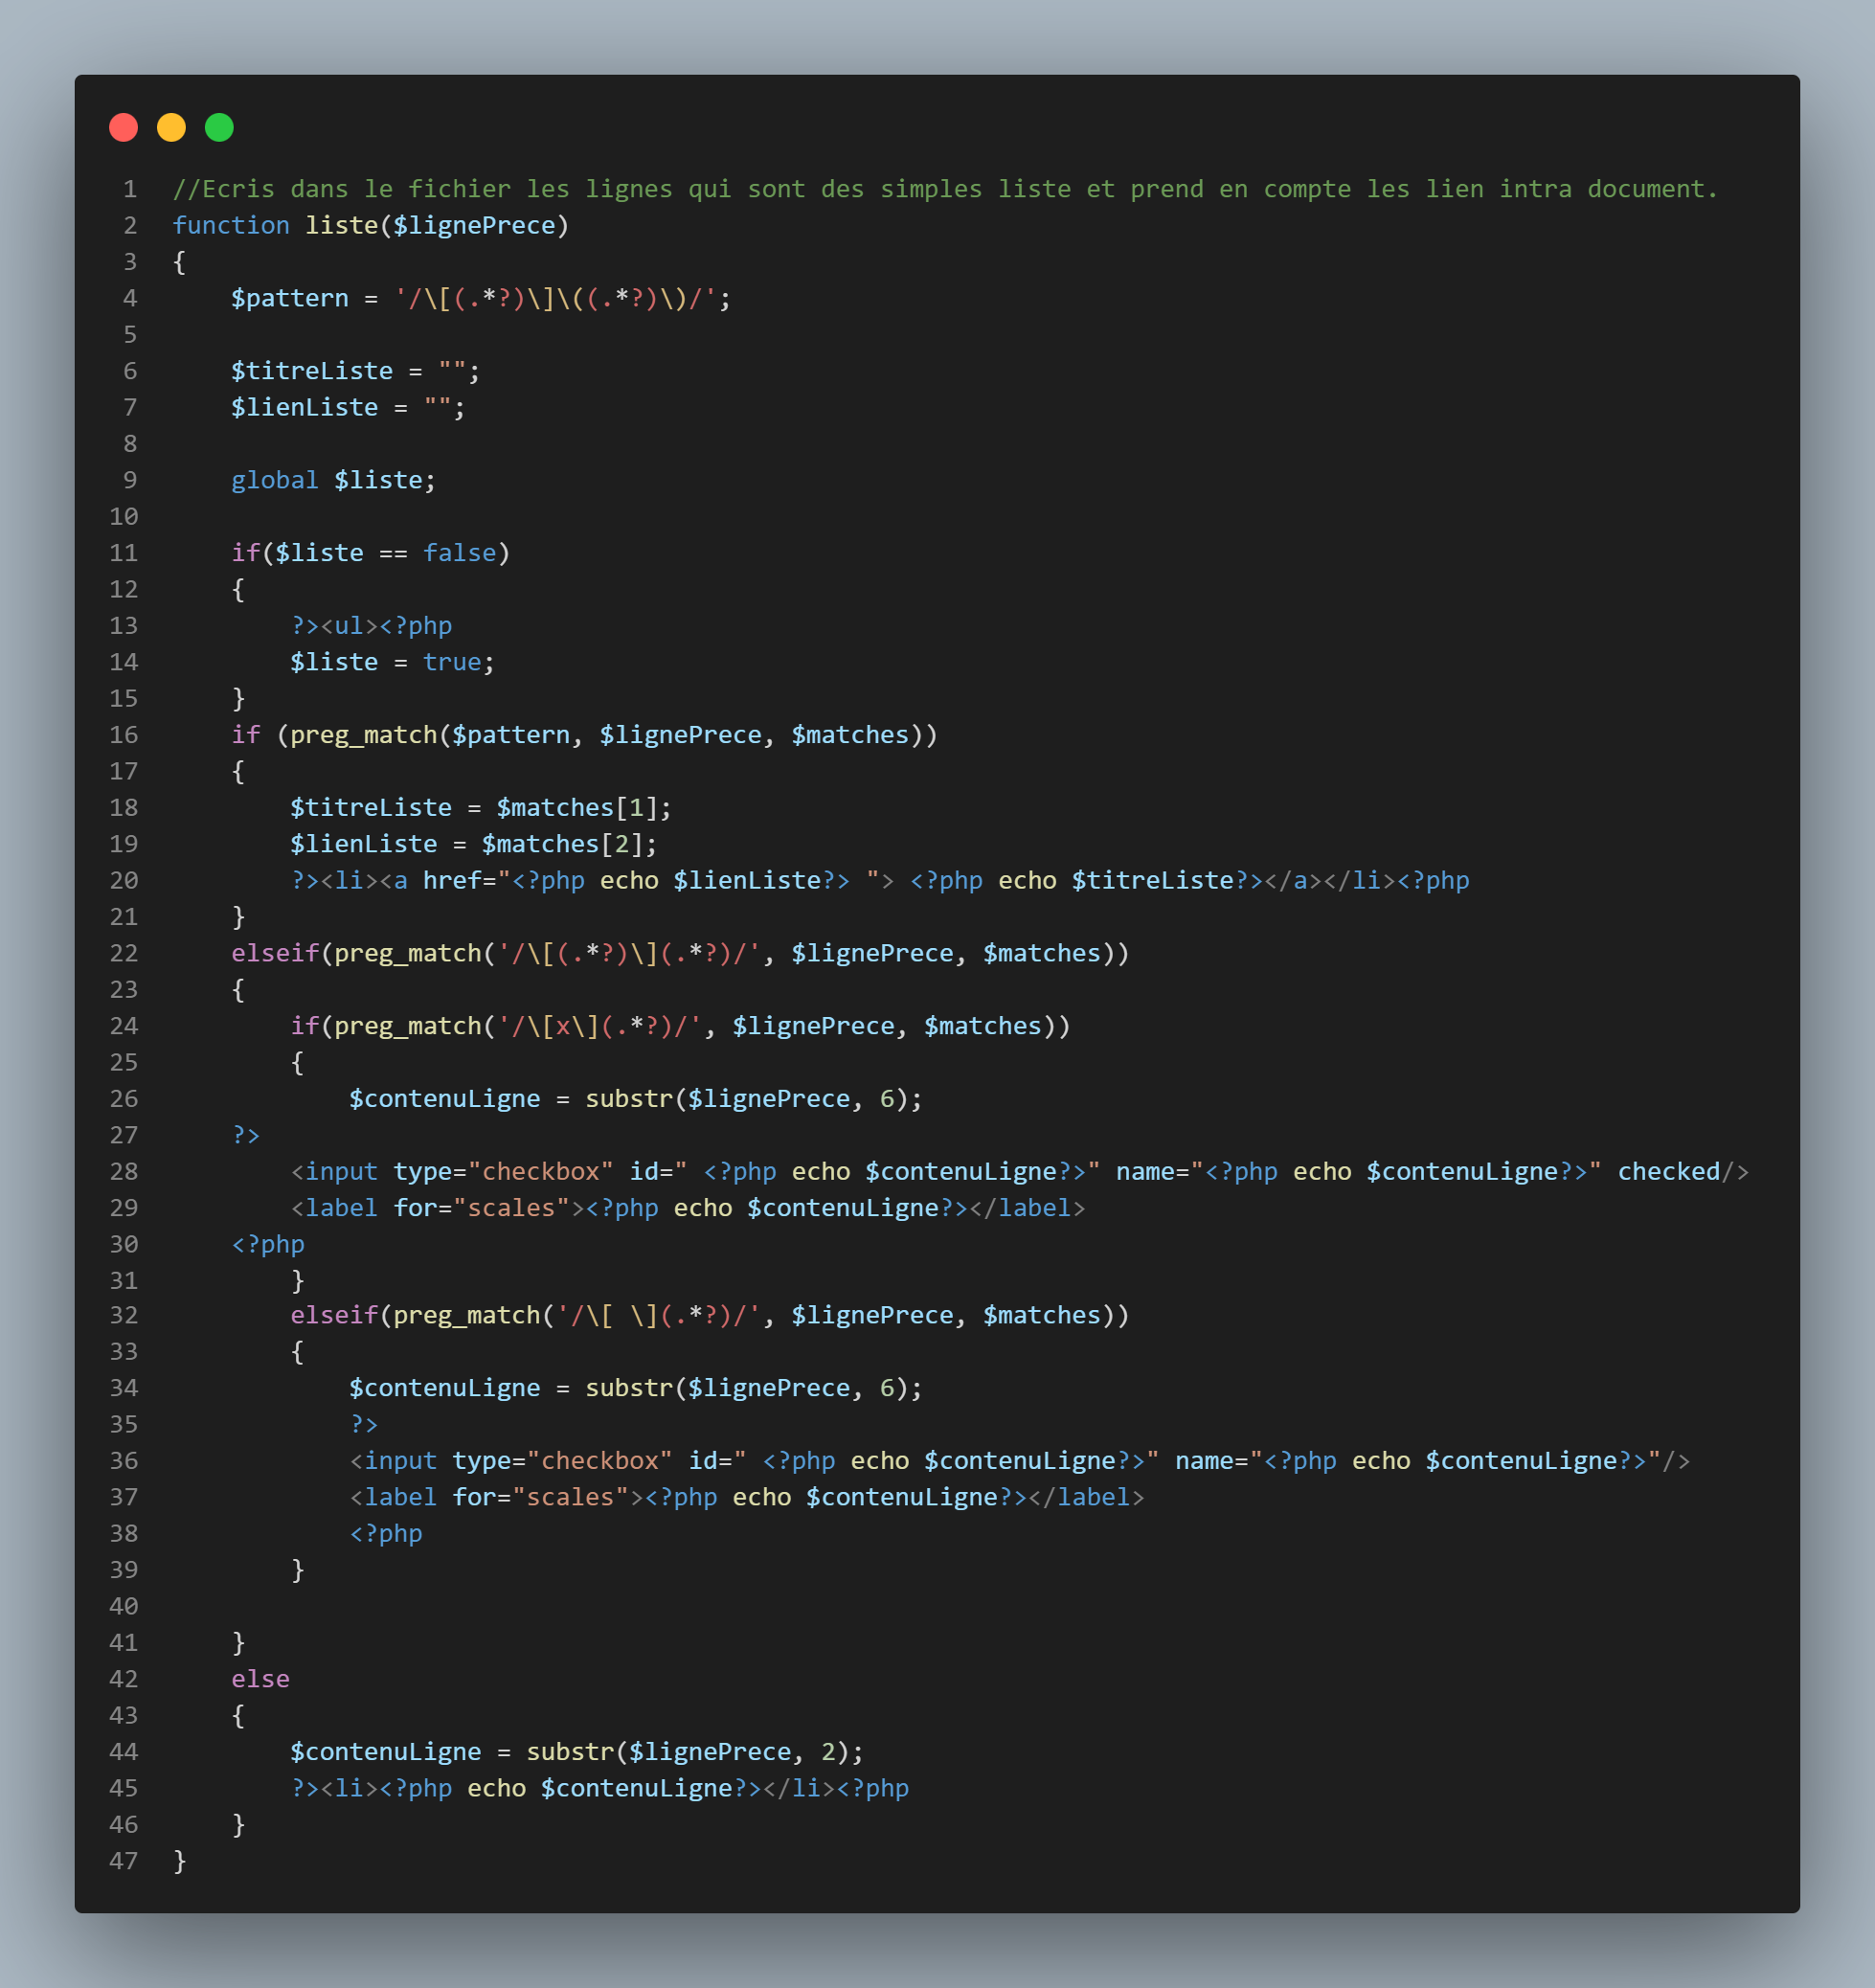 1 //Ecris dans le fichier les lignes qui sont des simples liste et prend en compte les lien intra document.
2 function liste($lignePrece)
3 {
4     $pattern = '/\[(.*?)\]\((.*?)\)/';
5
6     $titreListe = "";
7     $lienListe = "";
8
9     global $liste;
10
11     if($liste == false)
12     {
13         ?><ul><?php
14         $liste = true;
15     }
16     if (preg_match($pattern, $lignePrece, $matches))
17     {
18         $titreListe = $matches[1];
19         $lienListe = $matches[2];
20         ?><li><a href="<?php echo $lienListe?> "> <?php echo $titreListe?></a></li><?php
21     }
22     elseif(preg_match('/\[(.*?)\](.*?)/', $lignePrece, $matches))
23     {
24         if(preg_match('/\[x\](.*?)/', $lignePrece, $matches))
25         {
26             $contenuLigne = substr($lignePrece, 6);
27     ?>
28         <input type="checkbox" id=" <?php echo $contenuLigne?>" name="<?php echo $contenuLigne?>" checked/>
29         <label for="scales"><?php echo $contenuLigne?></label>
30     <?php
31         }
32         elseif(preg_match('/\[ \](.*?)/', $lignePrece, $matches))
33         {
34             $contenuLigne = substr($lignePrece, 6);
35             ?>
36             <input type="checkbox" id=" <?php echo $contenuLigne?>" name="<?php echo $contenuLigne?>"/>
37             <label for="scales"><?php echo $contenuLigne?></label>
38             <?php
39         }
40
41     }
42     else
43     {
44         $contenuLigne = substr($lignePrece, 2);
45         ?><li><?php echo $contenuLigne?></li><?php
46     }
47 }